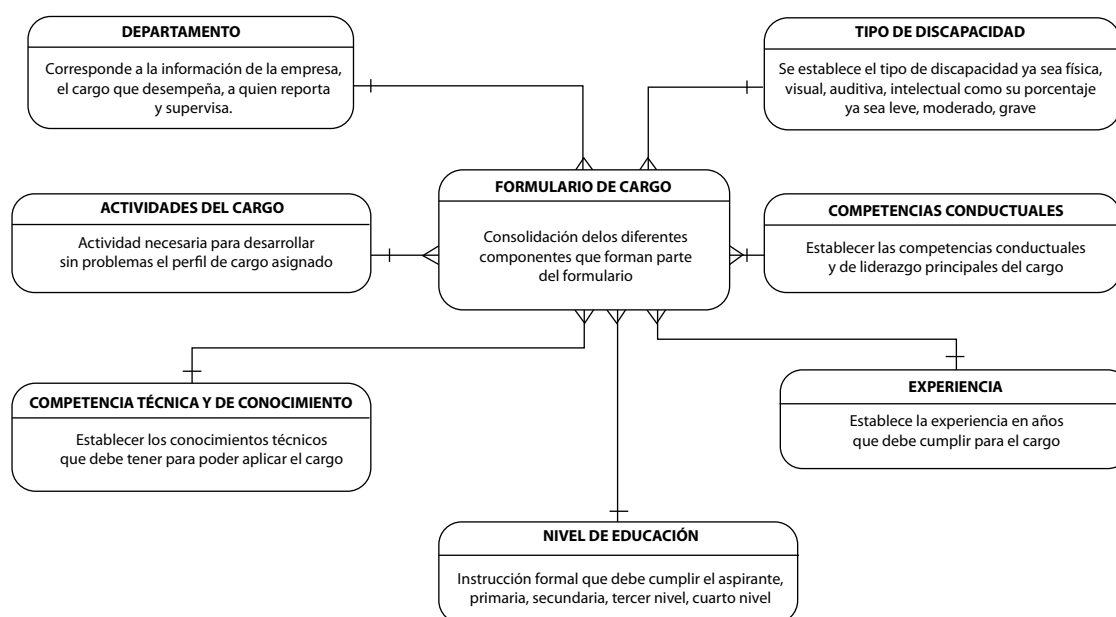 DEPARTAMENTO
Corresponde a la información de la empresa,
el cargo que desempeña, a quien reporta
y supervisa.
TIPO DE DISCAPACIDAD
Se establece el tipo de discapacidad ya sea física,
visual, auditiva, intelectual como su porcentaje
ya sea leve, moderado, grave
FORMULARIO DE CARGO
Consolidación delos diferentes
componentes que forman parte
del formulario
ACTIVIDADES DEL CARGO
Actividad necesaria para desarrollar
sin problemas el perfil de cargo asignado
COMPETENCIAS CONDUCTUALES
Establecer las competencias conductuales
y de liderazgo principales del cargo
COMPETENCIA TÉCNICA Y DE CONOCIMIENTO
Establecer los conocimientos técnicos
que debe tener para poder aplicar el cargo
EXPERIENCIA
Establece la experiencia en años
que debe cumplir para el cargo
NIVEL DE EDUCACIÓN
Instrucción formal que debe cumplir el aspirante,
primaria, secundaria, tercer nivel, cuarto nivel